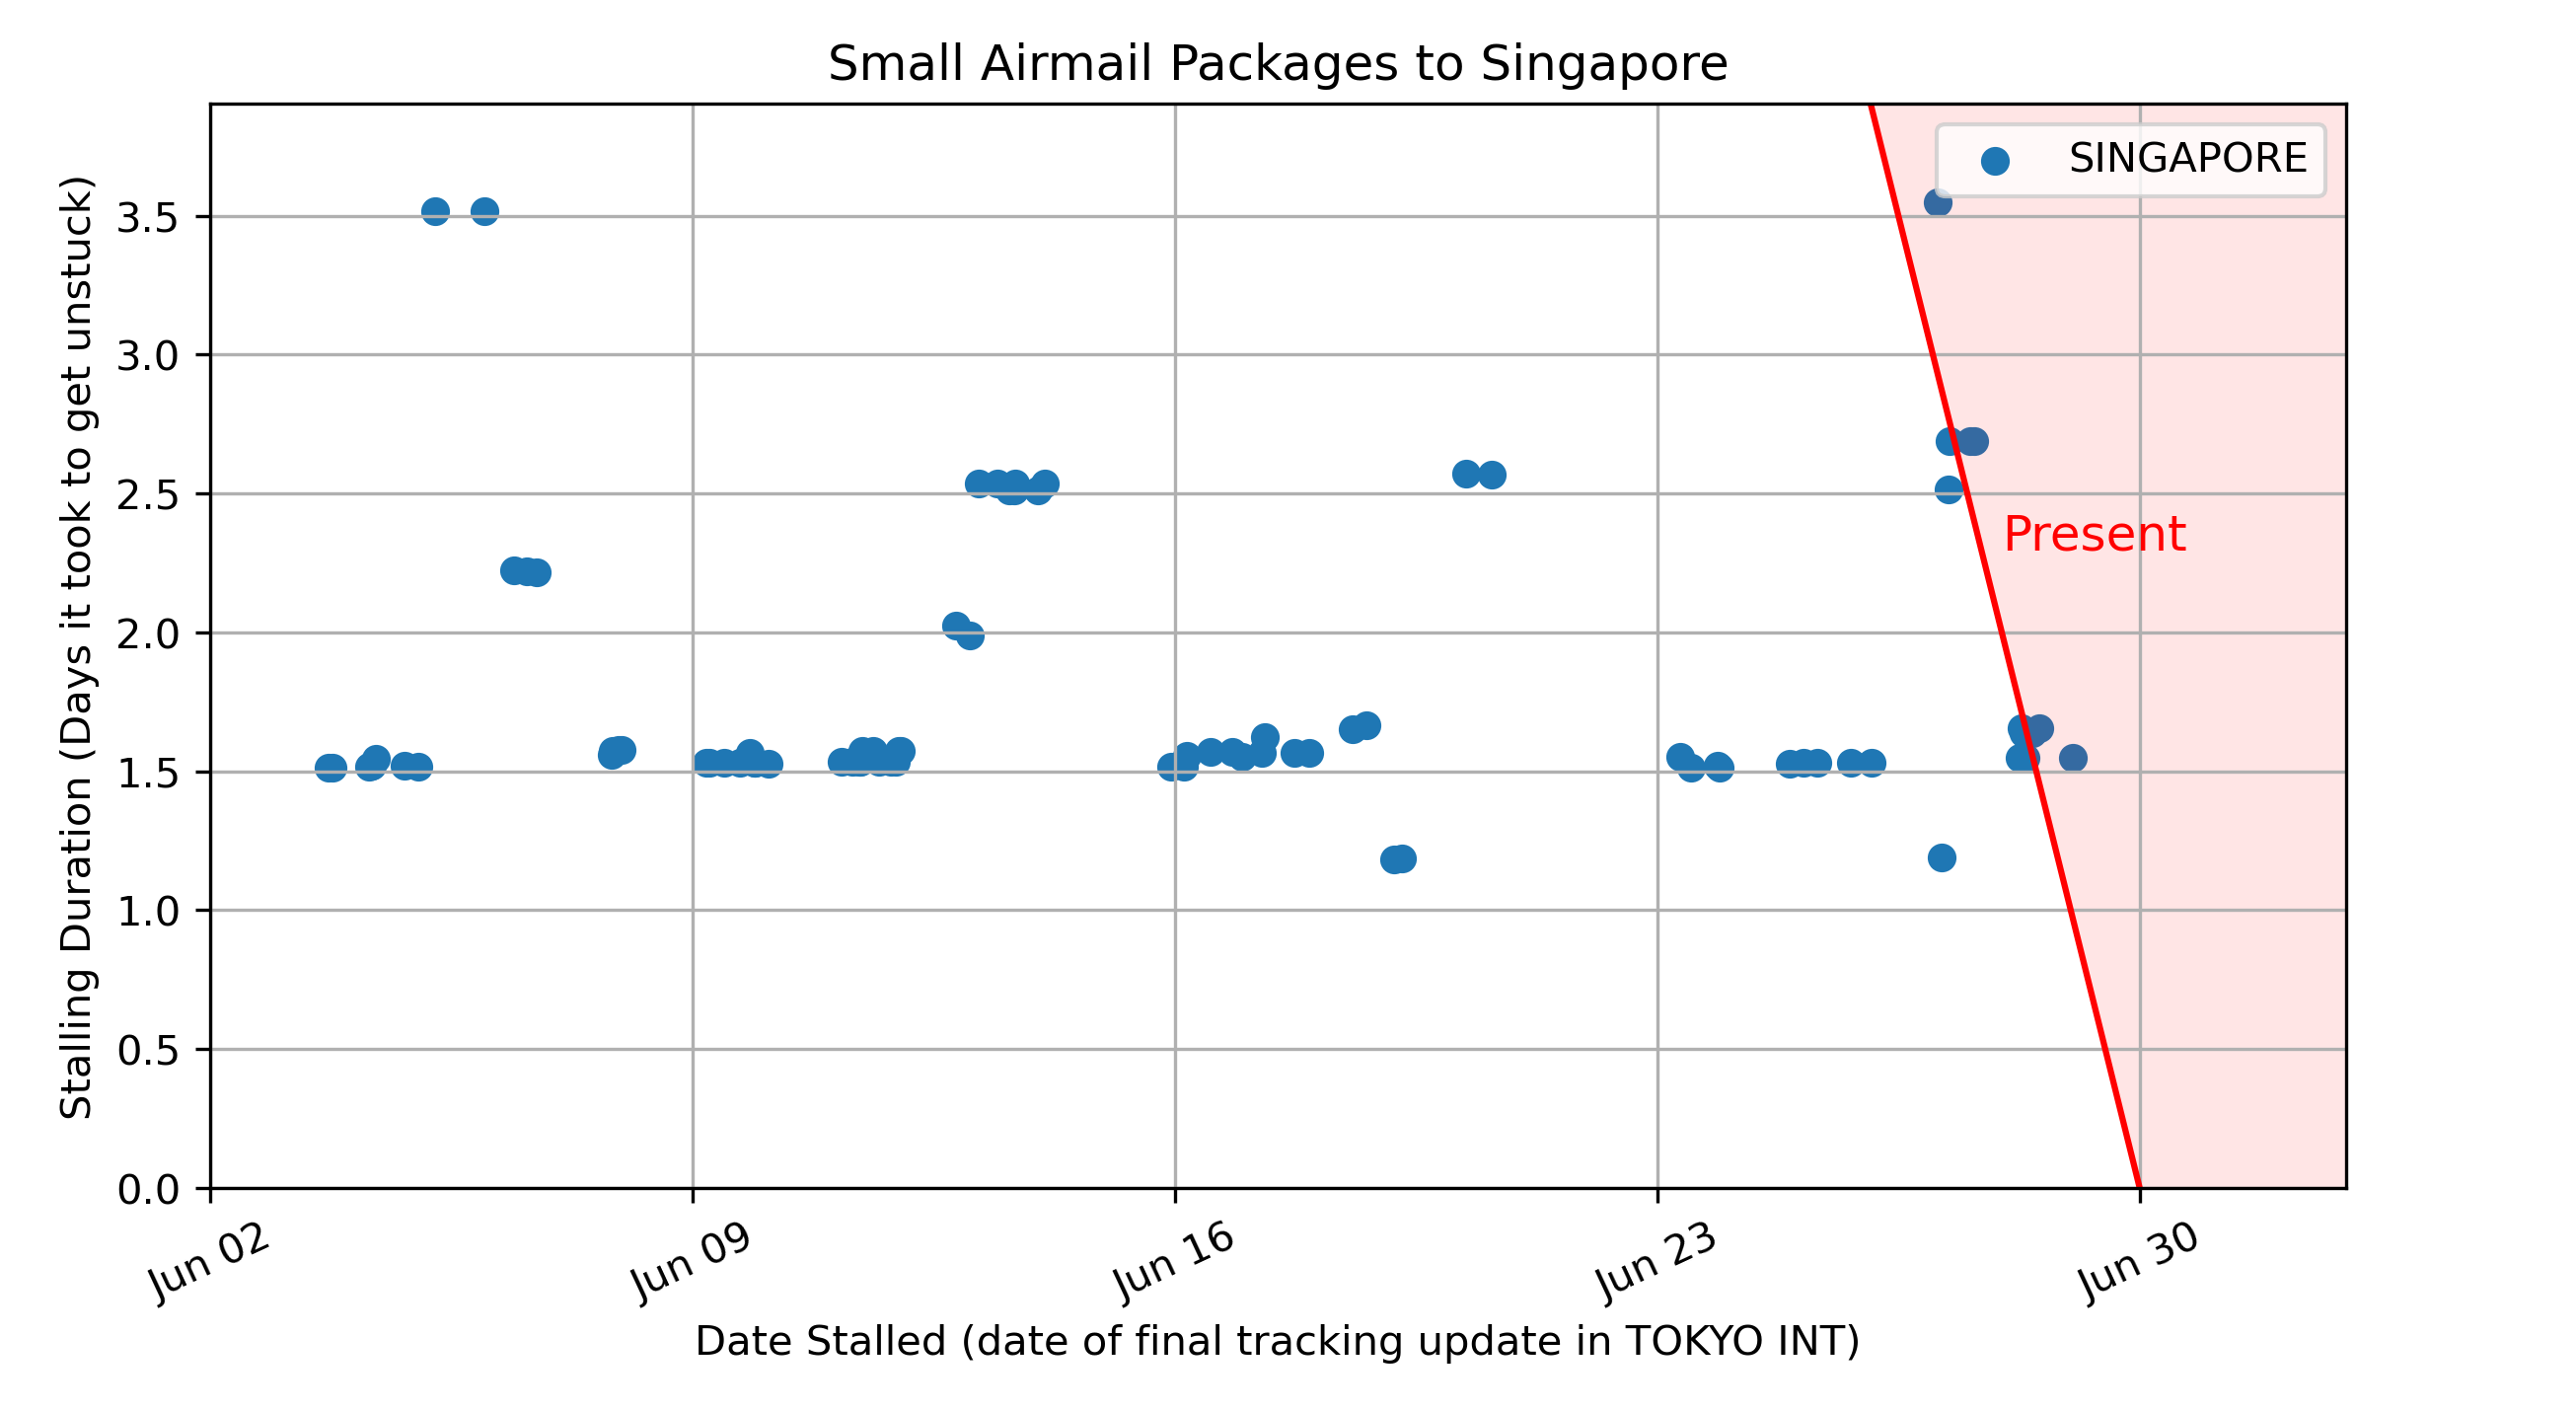 Small Airmail Packages to Singapore
SINGAPORE
Present
Stalling Duration (Days it took to get unstuck)
3.5
3.0
2.5
2.0
1.5
1.0
0.5
0.0
Jun 02
Jun 09
Jun 16
Jun 23
Jun 30
Date Stalled (date of final tracking update in TOKYO INT)